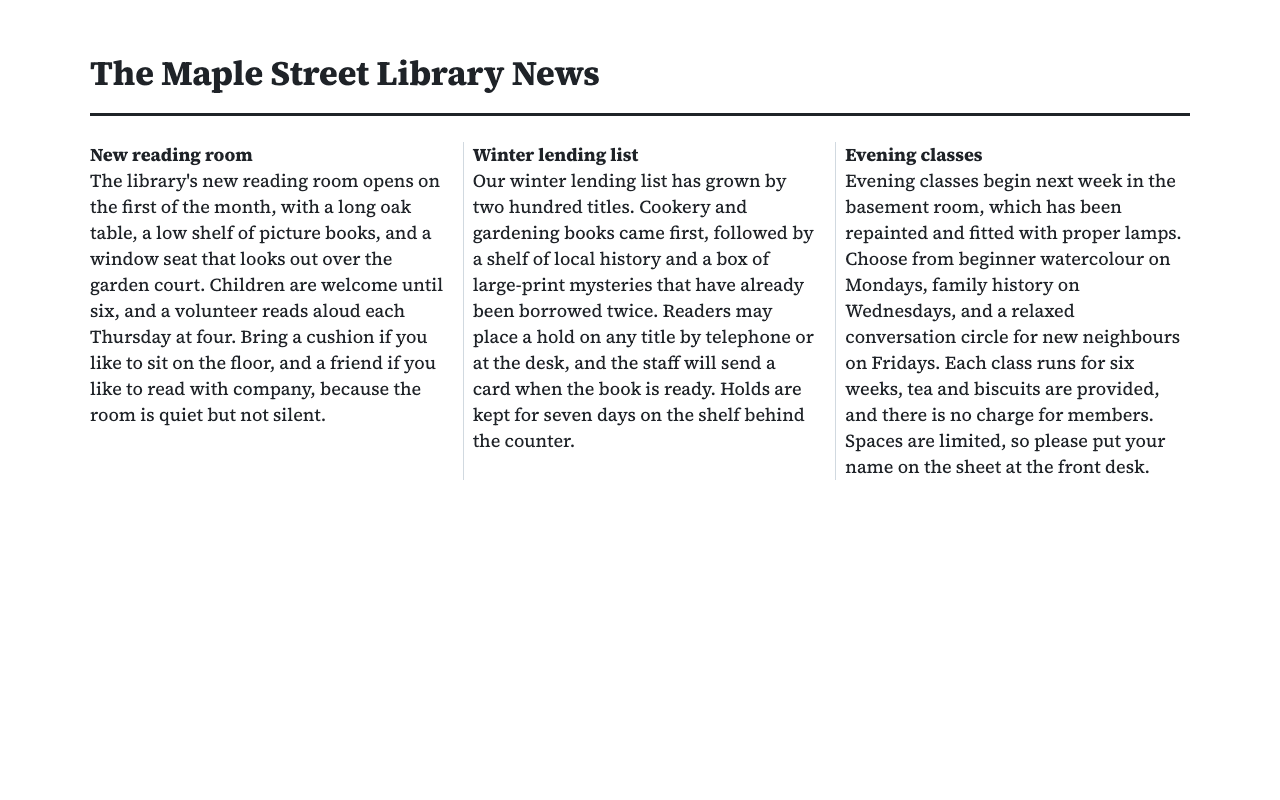 The Maple Street Library News
New reading room
The library's new reading room opens on
the first of the month, with a long oak
table, a low shelf of picture books, and a
window seat that looks out over the
garden court. Children are welcome until
six, and a volunteer reads aloud each
Thursday at four. Bring a cushion if you
like to sit on the floor, and a friend if you
like to read with company, because the
room is quiet but not silent.
Winter lending list
Our winter lending list has grown by
two hundred titles. Cookery and
gardening books came first, followed by
a shelf of local history and a box of
large-print mysteries that have already
been borrowed twice. Readers may
place a hold on any title by telephone or
at the desk, and the staff will send a
card when the book is ready. Holds are
kept for seven days on the shelf behind
the counter.
Evening classes
Evening classes begin next week in the
basement room, which has been
repainted and fitted with proper lamps.
Choose from beginner watercolour on
Mondays, family history on
Wednesdays, and a relaxed
conversation circle for new neighbours
on Fridays. Each class runs for six
weeks, tea and biscuits are provided,
and there is no charge for members.
Spaces are limited, so please put your
name on the sheet at the front desk.